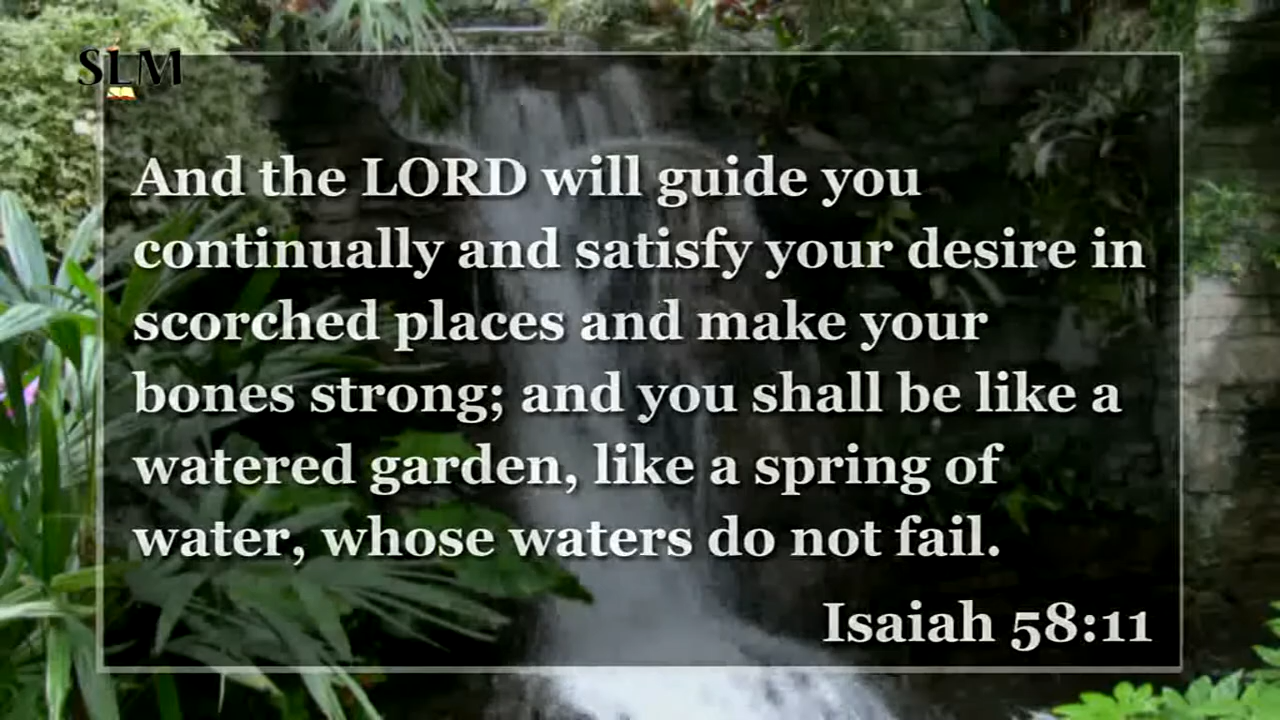 SLM
And the LORD will guide you
continually and satisfy your desire in
scorched places and make your
bones strong; and you shall be like a
watered garden, like a spring of
water, whose waters do not fail.
Isaiah 58:11